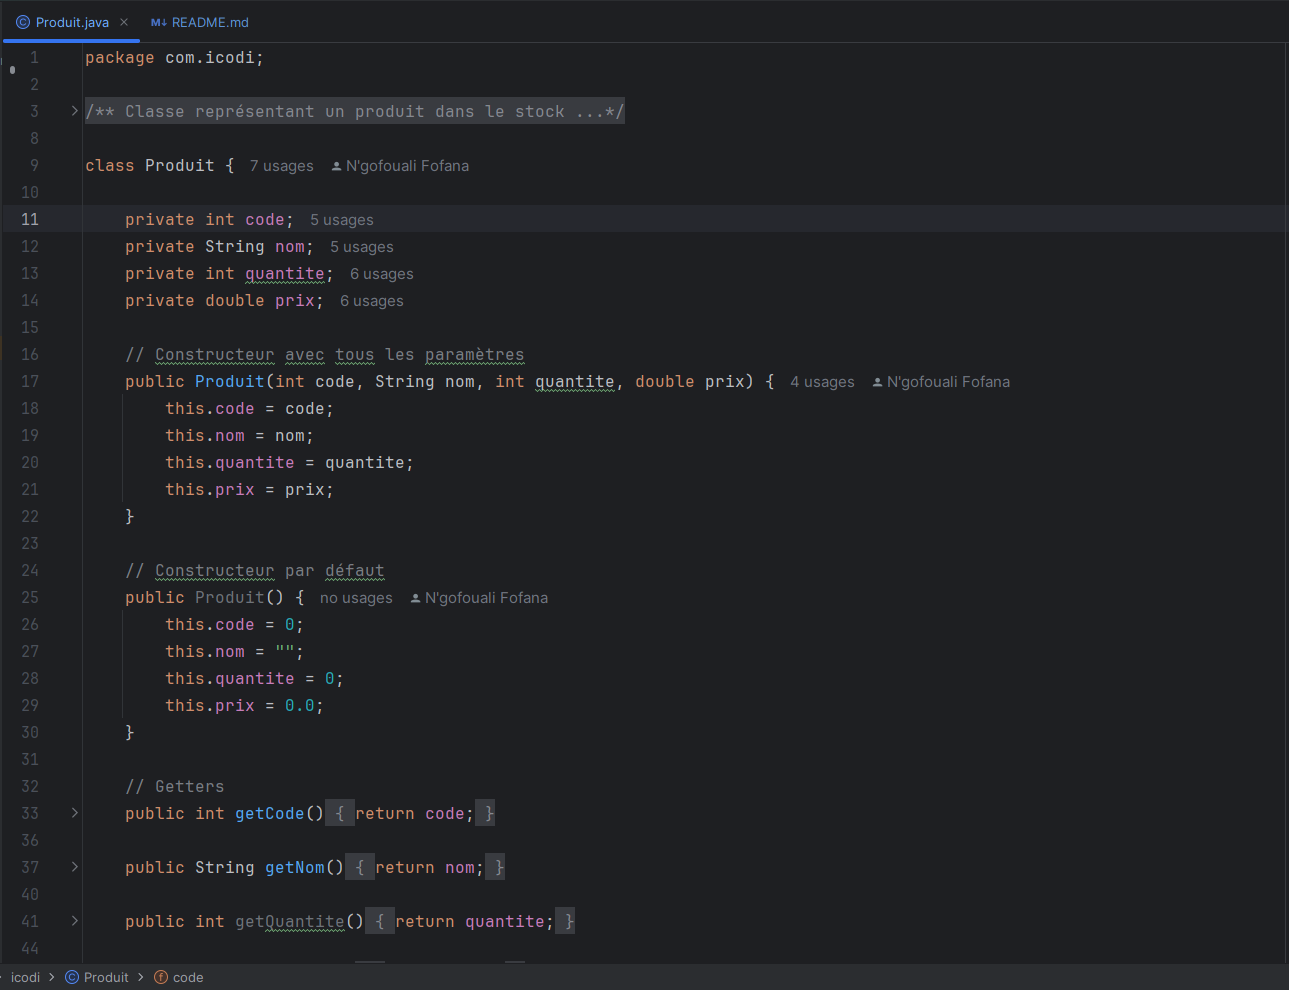 Produit.java × M↓ README.md
1 package com.icodi;
2
3 /** Classe représentant un produit dans le stock ...*/
8
9 class Produit { 7 usages N'gofouali Fofana
10
11 private int code; 5 usages
12 private String nom; 5 usages
13 private int quantite; 6 usages
14 private double prix; 6 usages
15
16 // Constructeur avec tous les paramètres
17 public Produit(int code, String nom, int quantite, double prix) { 4 usages N'gofouali Fofana
18 this.code = code;
19 this.nom = nom;
20 this.quantite = quantite;
21 this.prix = prix;
22 }
23
24 // Constructeur par défaut
25 public Produit() { no usages N'gofouali Fofana
26 this.code = 0;
27 this.nom = "";
28 this.quantite = 0;
29 this.prix = 0.0;
30 }
31
32 // Getters
33 public int getCode() { return code; }
36
37 public String getNom() { return nom; }
40
41 public int getQuantite() { return quantite; }
44
icodi > Produit > code